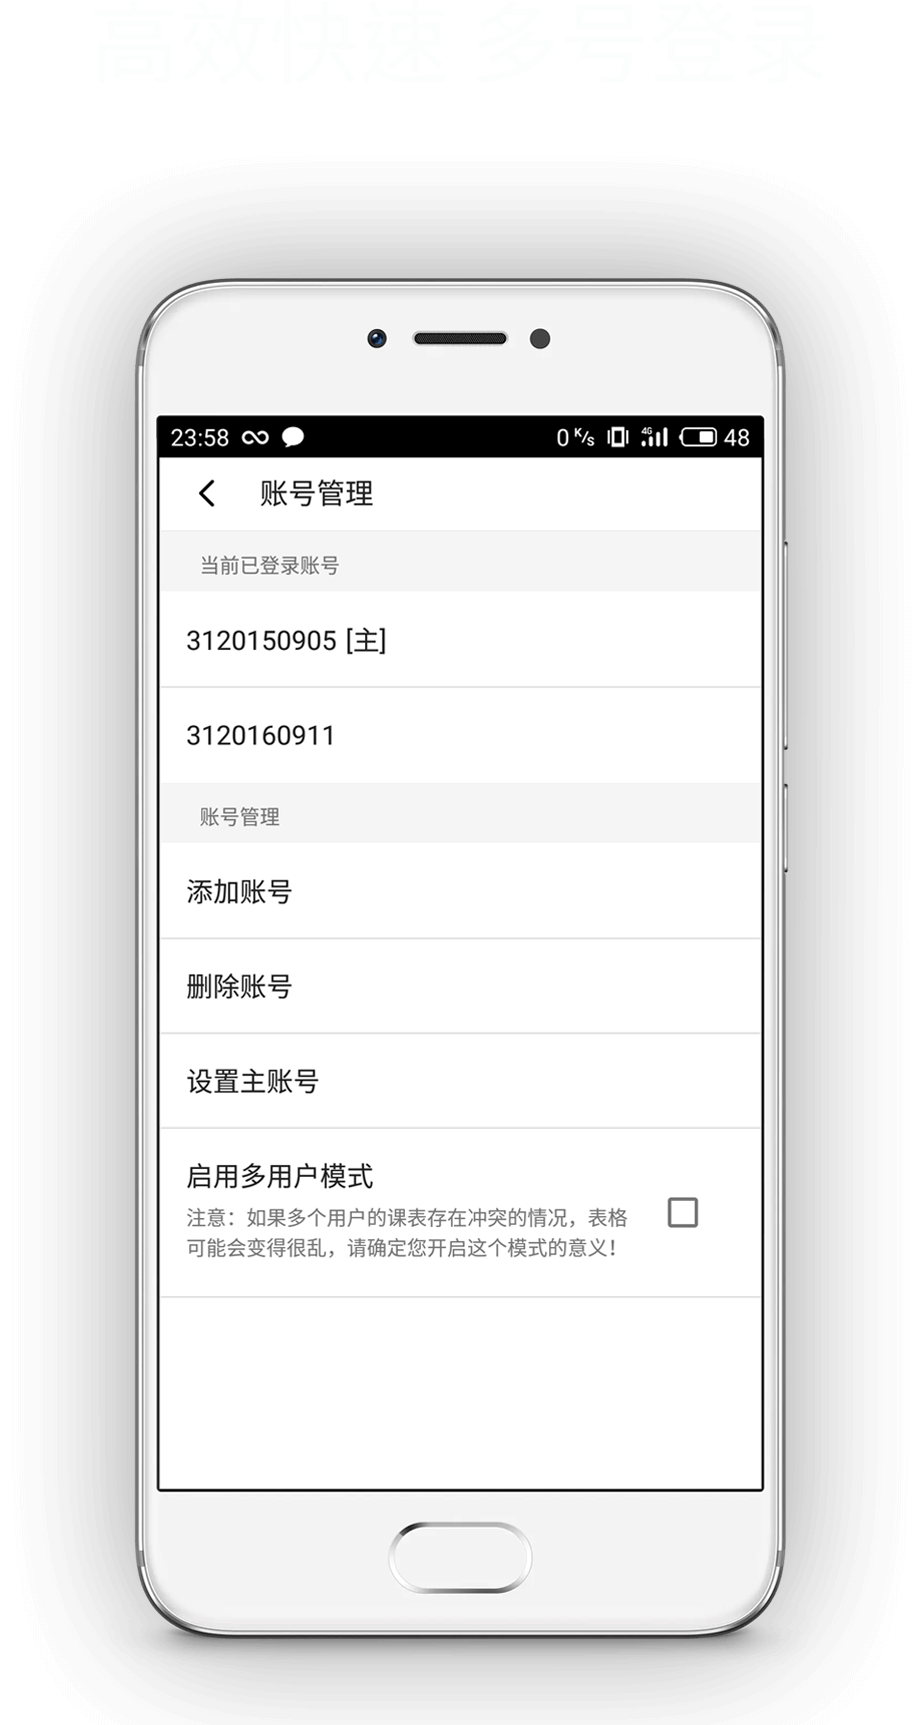 高效快速 多号登录
23:58 0 K/s 4G 48
账号管理
当前已登录账号
3120150905 [主]
3120160911
账号管理
添加账号
删除账号
设置主账号
启用多用户模式
注意：如果多个用户的课表存在冲突的情况，表格
可能会变得很乱，请确定您开启这个模式的意义！